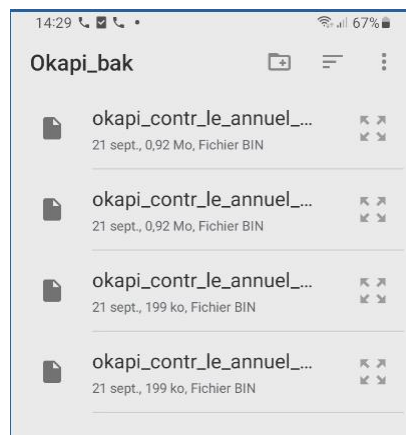 14:29 67%
Okapi_bak
okapi_contr_le_annuel_...
21 sept., 0,92 Mo, Fichier BIN
okapi_contr_le_annuel_...
21 sept., 0,92 Mo, Fichier BIN
okapi_contr_le_annuel_...
21 sept., 199 ko, Fichier BIN
okapi_contr_le_annuel_...
21 sept., 199 ko, Fichier BIN